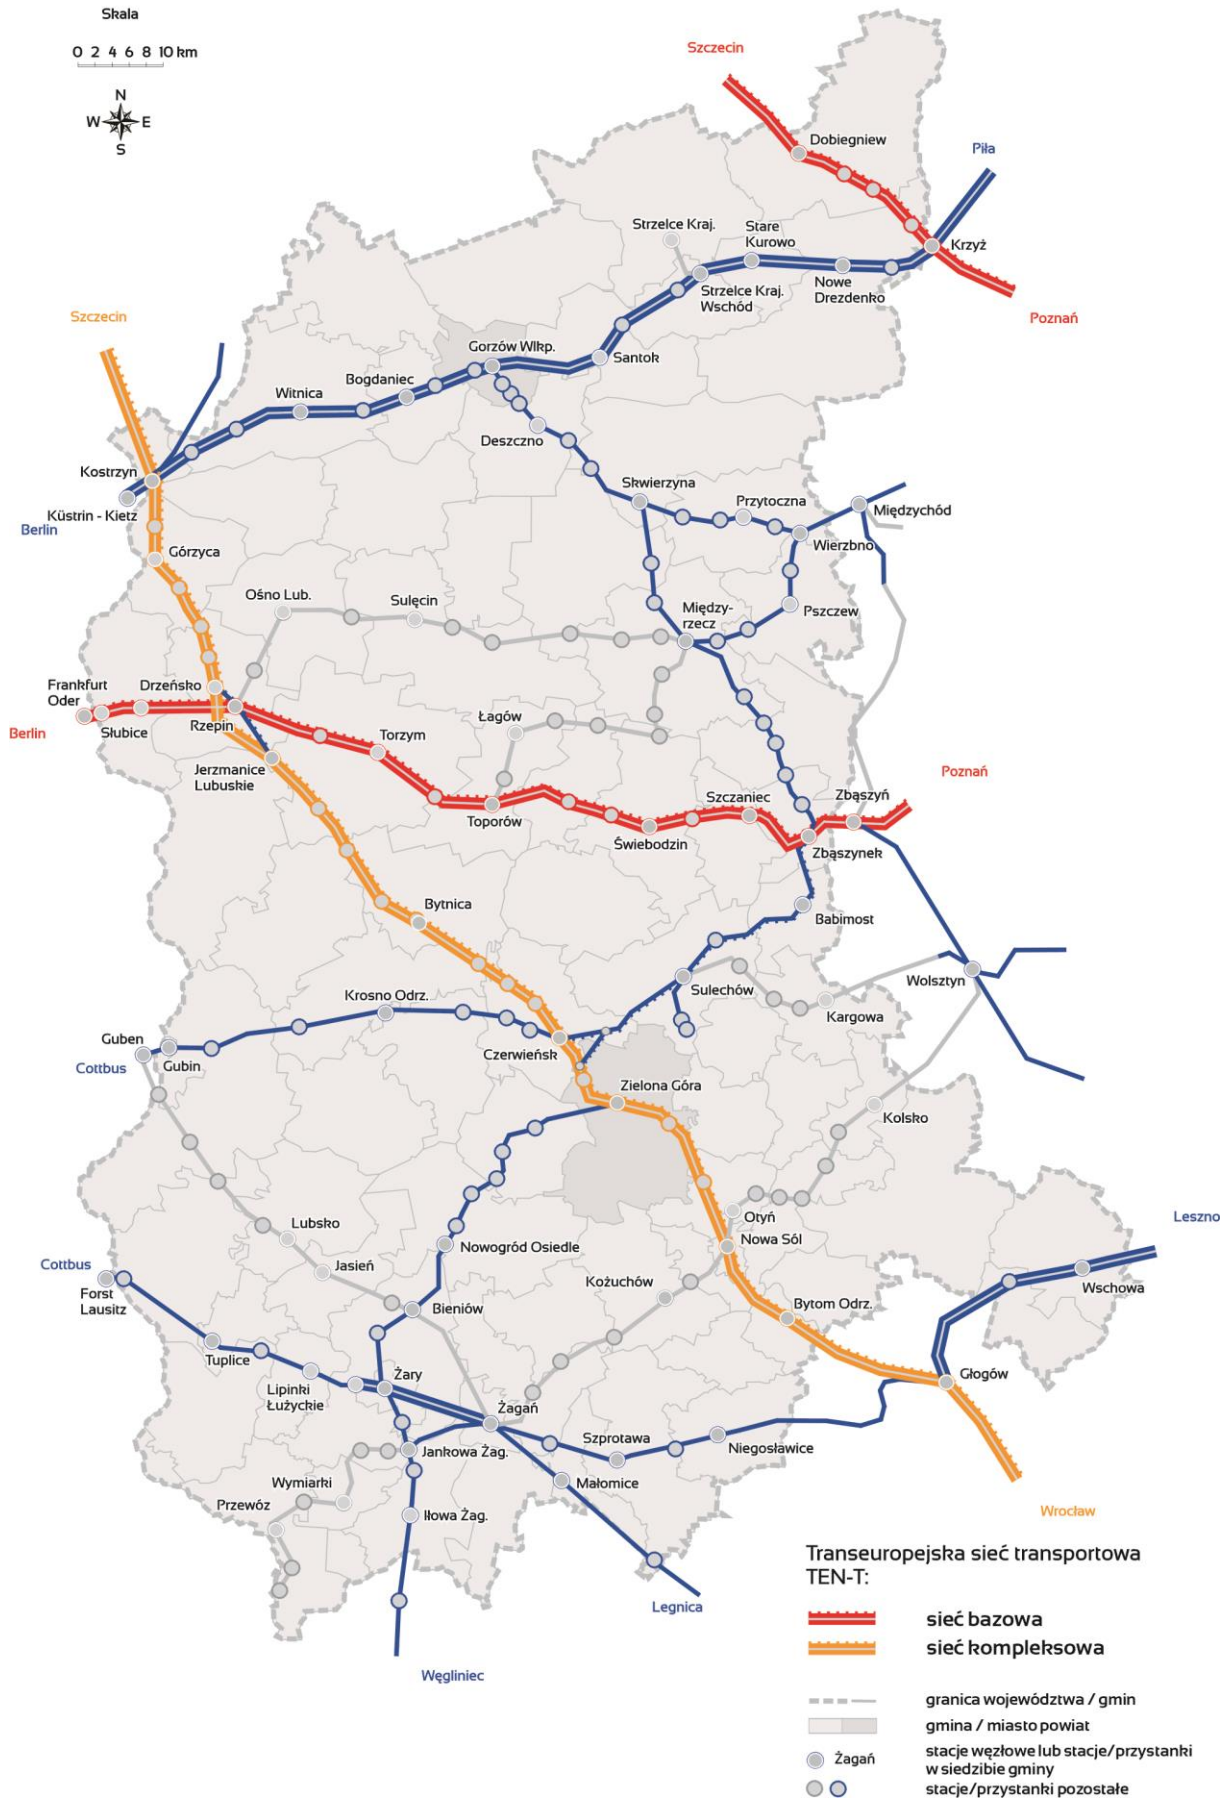 Skala
0 2 4 6 8 10 km
N
W E
S
Szczecin
Dobiegniew
Piła
Strzelce Kraj.
Stare
Kurowo
Krzyż
Strzelce Kraj.
Wschód
Nowe
Drezdenko
Szczecin
Poznań
Gorzów Wlkp.
Santok
Bogdaniec
Witnica
Deszczno
Kostrzyn
Skwierzyna
Przytoczna
Międzychód
Küstrin - Kietz
Berlin
Wierzbno
Górzyca
Ośno Lub.
Sulęcin
Między-
rzecz
Pszczew
Frankfurt
Oder
Drzeńsko
Łagów
Berlin
Słubice
Rzepin
Torzym
Jerzmanice
Lubuskie
Poznań
Szczaniec
Zbąszyń
Toporów
Świebodzin
Zbąszynek
Bytnica
Babimost
Krosno Odrz.
Sulechów
Wolsztyn
Kargowa
Guben
Gubin
Cottbus
Czerwieńsk
Zielona Góra
Kolsko
Otyń
Lubsko
Nowogród Osiedle
Nowa Sól
Leszno
Cottbus
Jasień
Kożuchów
Wschowa
Forst
Lausitz
Bieniów
Bytom Odrz.
Tuplice
Lipinki
Łużyckie
Żary
Głogów
Żagań
Szprotawa
Niegosławice
Jankowa Żag.
Wymiarki
Małomice
Przewóz
Iłowa Żag.
Wrocław
Legnica
Węgliniec
Transeuropejska sieć transportowa
TEN-T:
sieć bazowa
sieć kompleksowa
granica województwa / gmin
gmina / miasto powiat
Żagań
stacje węzłowe lub stacje/przystanki
w siedzibie gminy
stacje/przystanki pozostałe